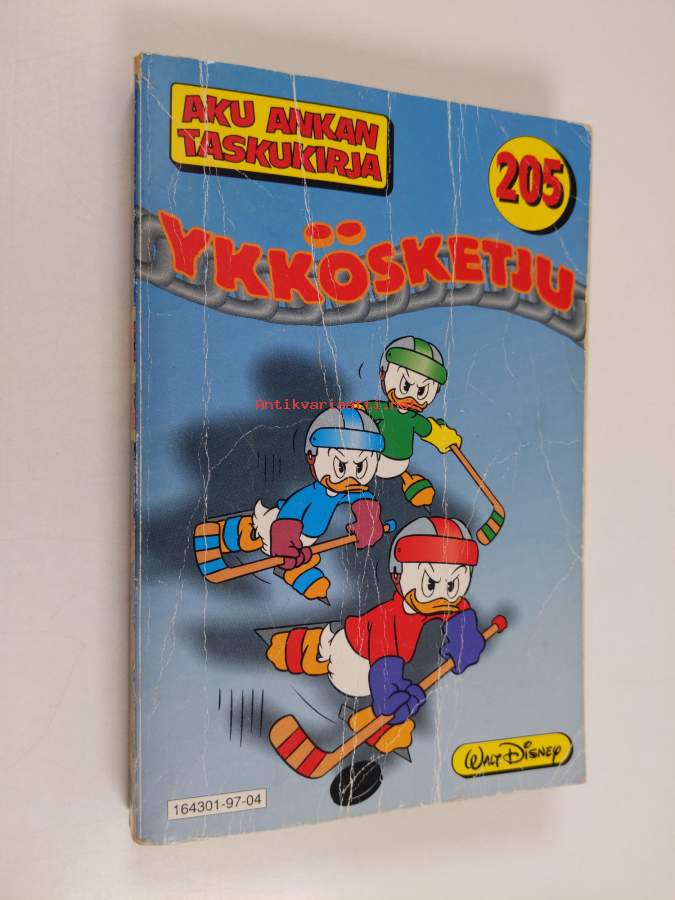 AKU ANKAN
TASKUKIRJA
205
YKKÖSKETJU
Antikvariaatti.net
WALT DISNEY
164301-97-04